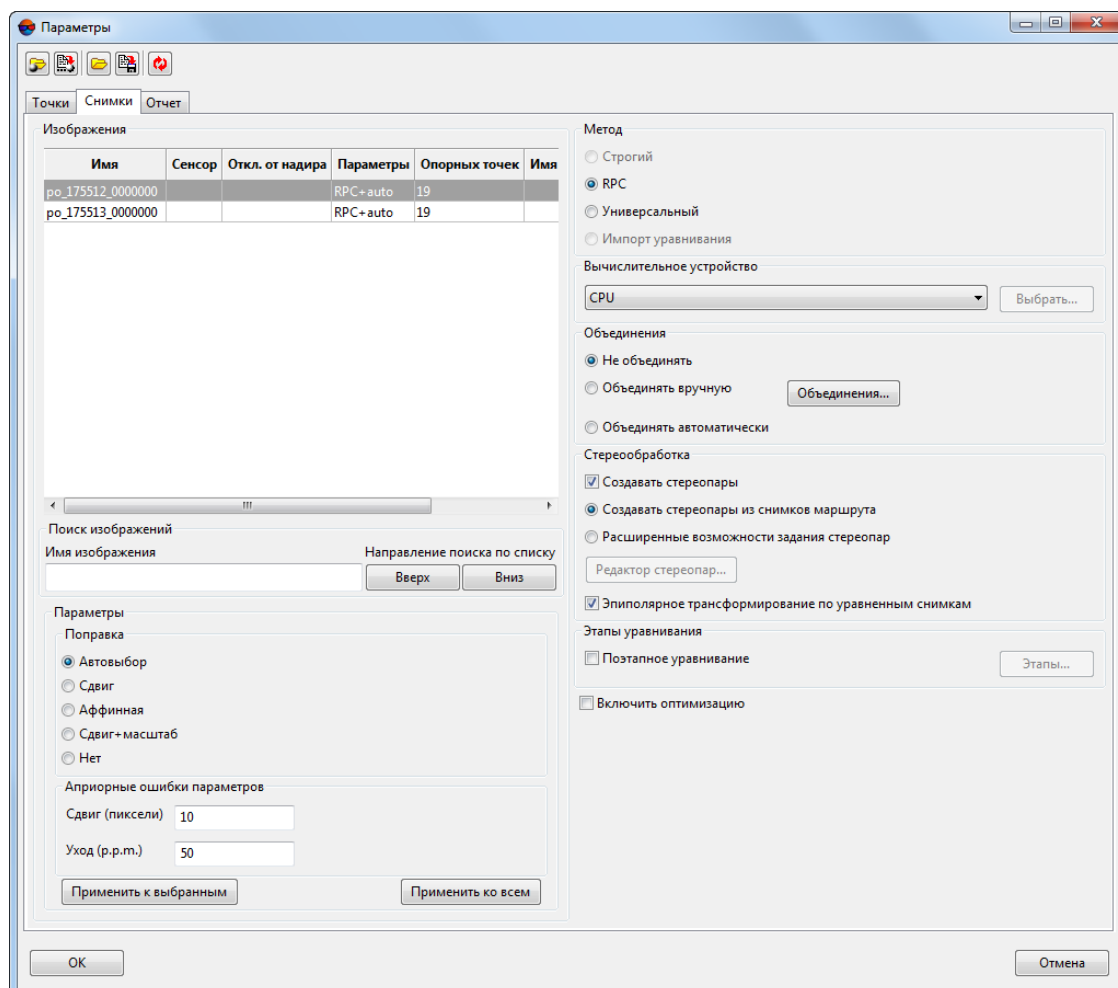 Параметры
Точки Снимки Отчет
Изображения
Имя Сенсор Откл. от надира Параметры Опорных точек Имя
po_175512_0000000 RPC+auto 19
po_175513_0000000 RPC+auto 19
Поиск изображений
Имя изображения Направление поиска по списку
Вверх Вниз
Параметры
Поправка
Автовыбор
Сдвиг
Аффинная
Сдвиг+масштаб
Нет
Априорные ошибки параметров
Сдвиг (пиксели) 10
Уход (p.p.m.) 50
Применить к выбранным Применить ко всем
Метод
Строгий
RPC
Универсальный
Импорт уравнивания
Вычислительное устройство
CPU Выбрать...
Объединения
Не объединять
Объединять вручную Объединения...
Объединять автоматически
Стереообработка
Создавать стереопары
Создавать стереопары из снимков маршрута
Расширенные возможности задания стереопар
Редактор стереопар...
Эпиполярное трансформирование по уравненным снимкам
Этапы уравнивания
Поэтапное уравнивание Этапы...
Включить оптимизацию
OK Отмена